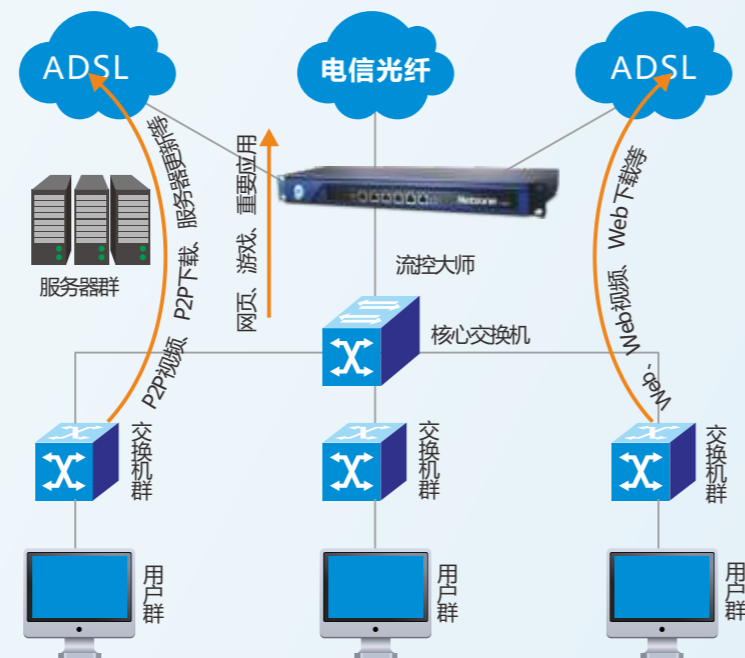 ADSL
电信光纤
ADSL
P2P视频、P2P下载、服务器更新等
网页、游戏、重要应用
Web、Web视频、Web下载等
服务器群
流控大师
核心交换机
交换机群
交换机群
交换机群
用户群
用户群
用户群